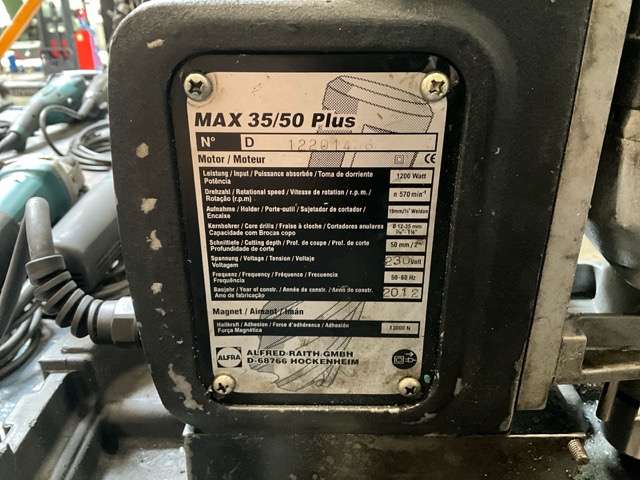 MAX 35/50 Plus
N° D
Motor / Moteur
Leistung / Input / Puissance absorbée / Toma de dorriente 1200 Watt
Potência
Drehzahl / Rotational speed / Vitesse de rotation / r.p.m. / n 570 min⁻¹
Rotação (r.p.m)
Aufnahme / Holder / Porte-outil / Sujetador de cortador / 19mm/¾" Weldon
Encaixe
Kernbohrer / Core drills / Fraise à cloche / Cortadores anulares Ø 12-35 mm
Capacidade com Brocas copo
Schnittiefe / Cutting depth / Prof. de coupe / Prof. de corte 50 mm / 2"
Profundidade de corte
Spannung / Voltage / Tension / Voltaje 230 Volt
Voltagem
Frequenz / Frequency / Fréquence / Frecuencia 50-60 Hz
Frequência
Baujahr / Year of constr. / Année de constr. / Año de constr. 2012
Ano de fabricação
Magnet / Aimant / Imán
Haltkraft / Adhesion / Force d'adhérence / Adhesión 13000 N
Força Magnética
ALFRA
ALFRED RAITH GMBH
D-68766 HOCKENHEIM
CE